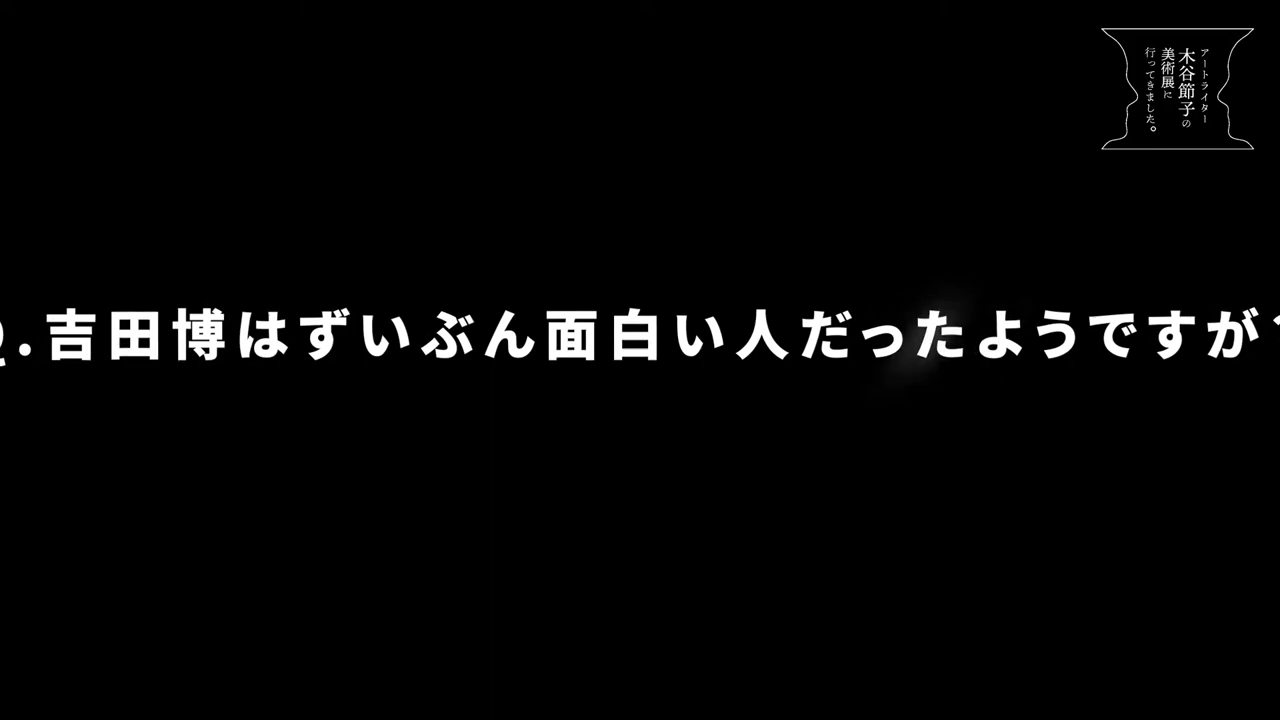 アートライター
木谷節子の
美術展に
行ってきました。
Q.吉田博はずいぶん面白い人だったようですが?